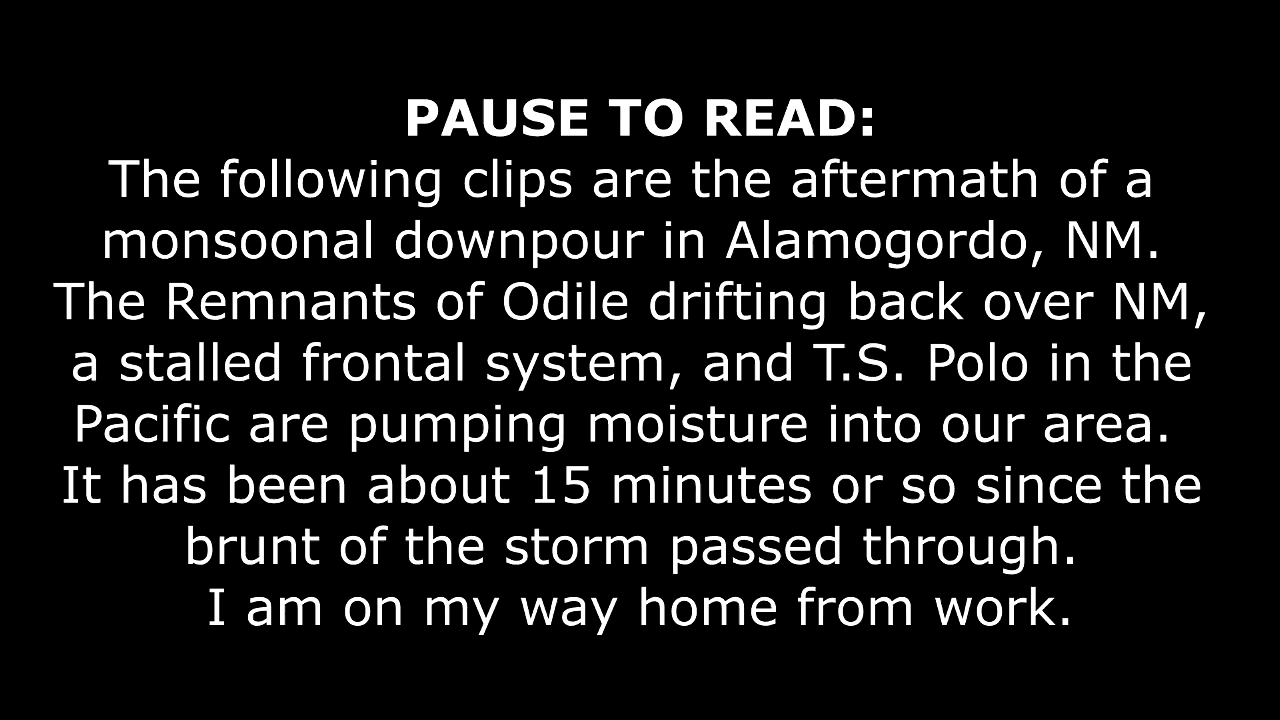 PAUSE TO READ:
The following clips are the aftermath of a
monsoonal downpour in Alamogordo, NM.
The Remnants of Odile drifting back over NM,
a stalled frontal system, and T.S. Polo in the
Pacific are pumping moisture into our area.
It has been about 15 minutes or so since the
brunt of the storm passed through.
I am on my way home from work.